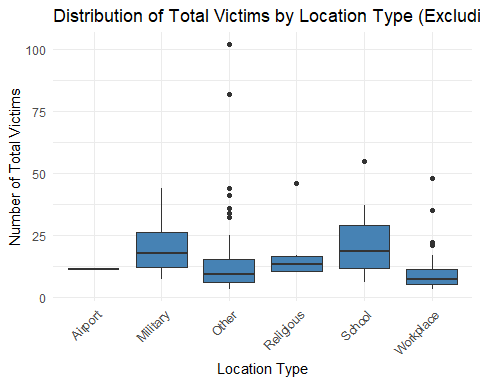 Distribution of Total Victims by Location Type (Excludi
Number of Total Victims
100
75
50
25
0
Airport
Military
Other
Religious
School
Workplace
Location Type